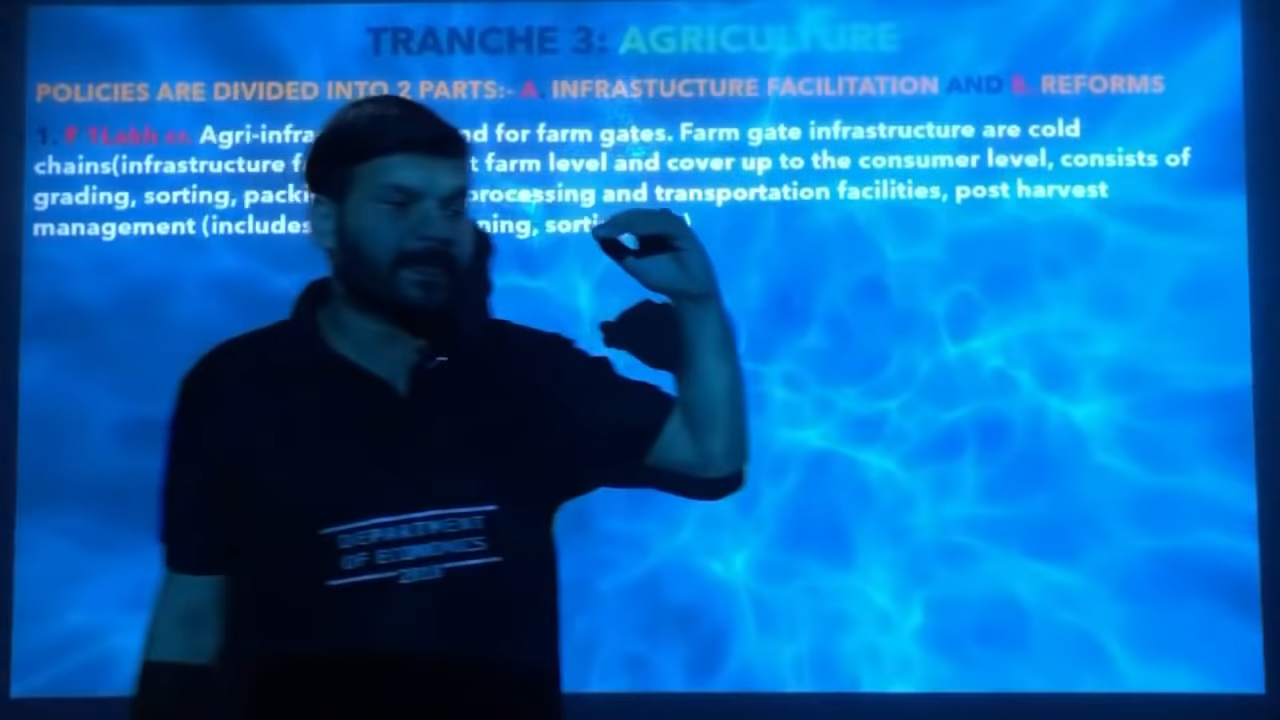 TRANCHE 3: AGRICULTURE
POLICIES ARE DIVIDED INTO 2 PARTS:- A. INFRASTUCTURE FACILITATION AND B. REFORMS
1. ₹ 1Lakh cr. Agri-infra nd for farm gates. Farm gate infrastructure are cold
chains(infrastructure f t farm level and cover up to the consumer level, consists of
grading, sorting, packi processing and transportation facilities, post harvest
management (includes ning, sorti )
DEPARTMENT
OF ECONOMICS